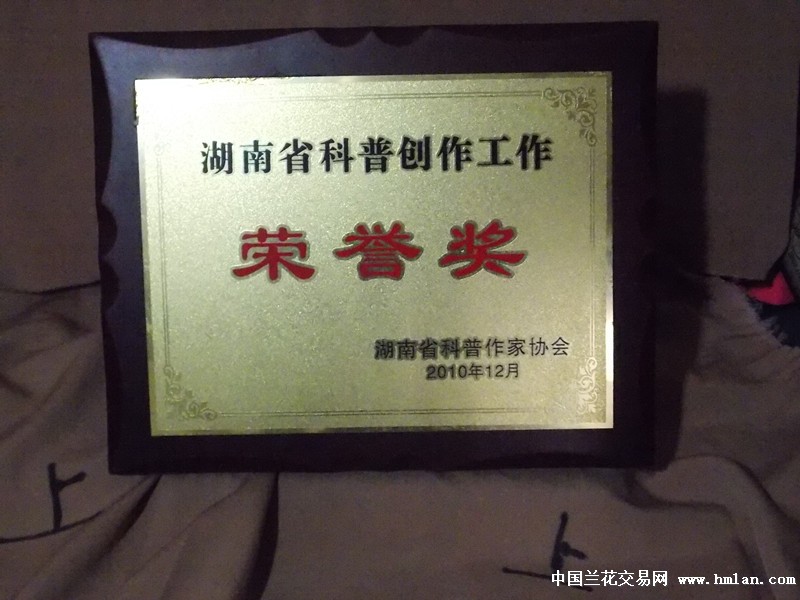 湖南省科普创作工作
荣誉奖
湖南省科普作家协会
2010年12月
上
上
中国兰花交易网 www.hmlan.com